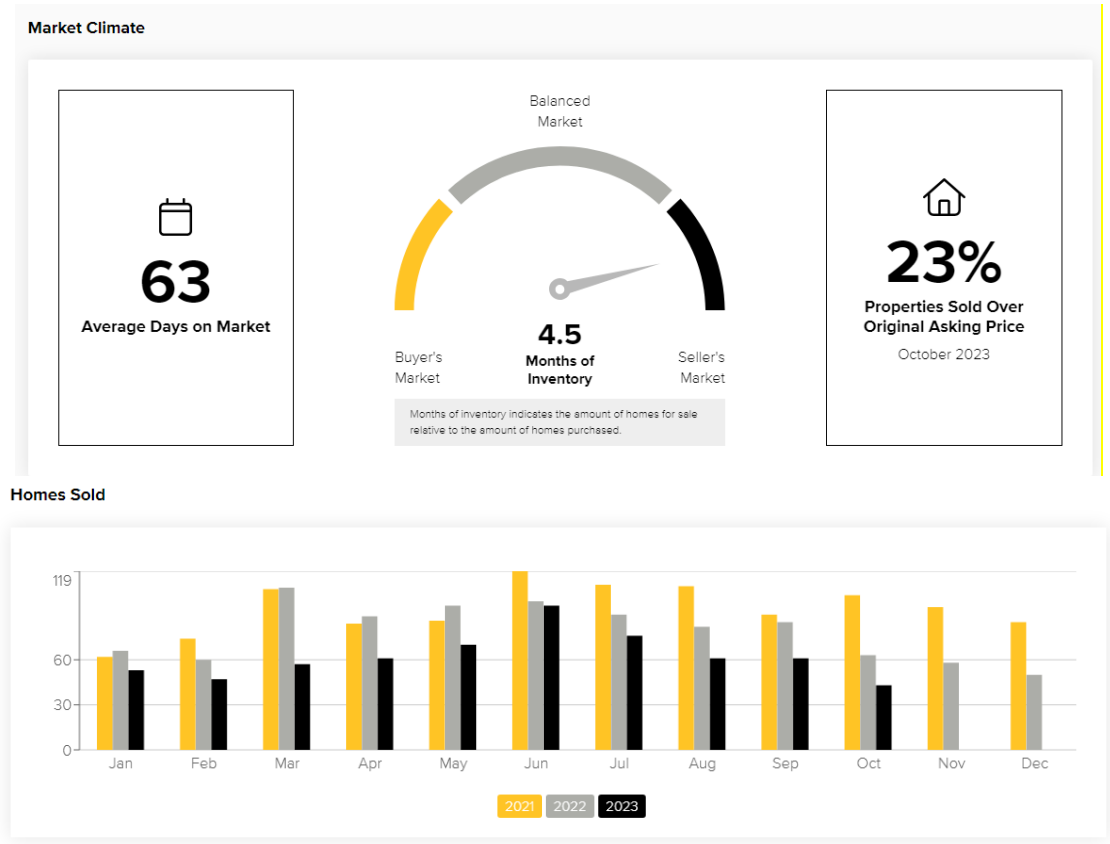 Market Climate
63
Average Days on Market
Balanced
Market
4.5
Months of
Inventory
Buyer's
Market
Seller's
Market
Months of inventory indicates the amount of homes for sale
relative to the amount of homes purchased.
23%
Properties Sold Over
Original Asking Price
October 2023
Homes Sold
119
60
30
0
Jan Feb Mar Apr May Jun Jul Aug Sep Oct Nov Dec
2021 2022 2023